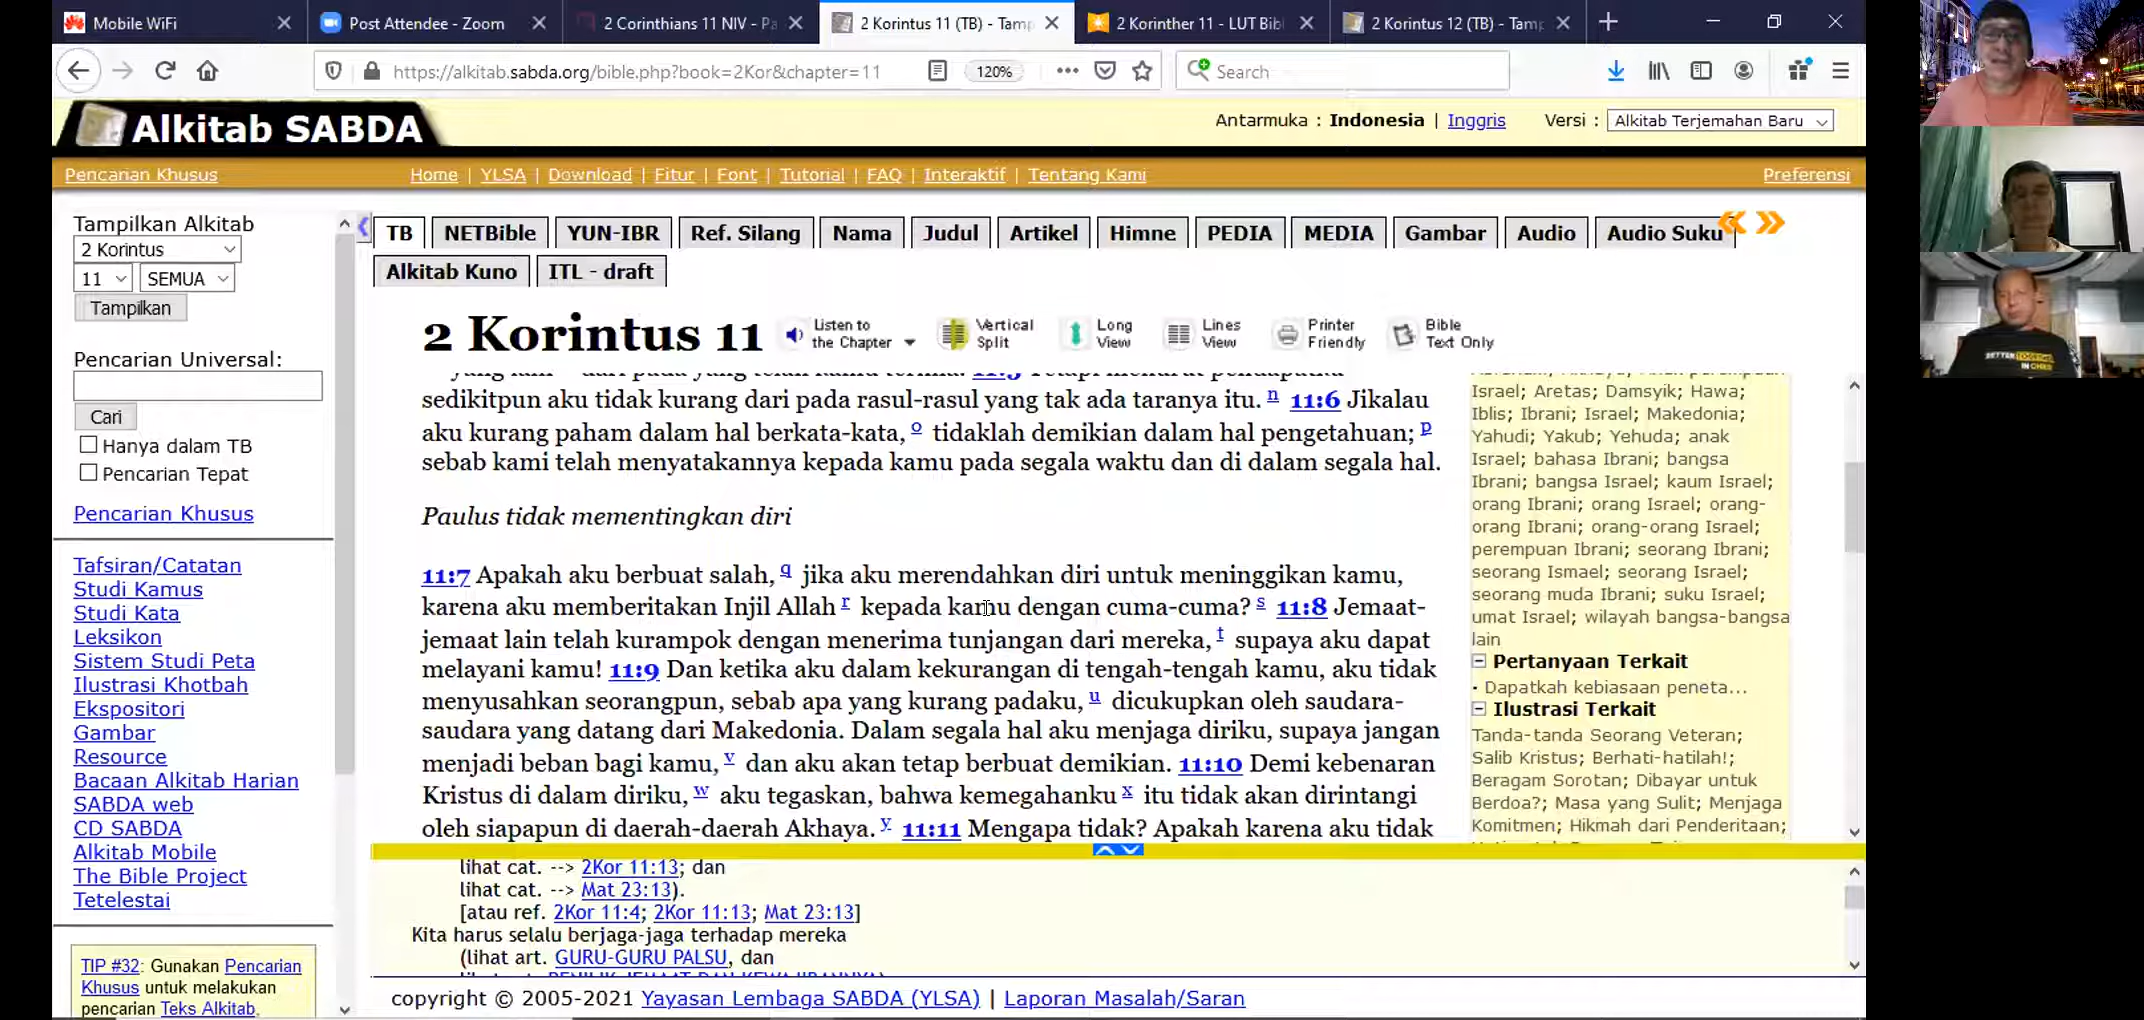 Mobile WiFi
Post Attendee - Zoom
2 Corinthians 11 NIV - Pa
2 Korintus 11 (TB) - Tamp
2 Korinther 11 - LUT Bibl
2 Korintus 12 (TB) - Tamp
https://alkitab.sabda.org/bible.php?book=2Kor&chapter=11
120%
Search
Alkitab SABDA
Antarmuka : Indonesia | Inggris Versi : Alkitab Terjemahan Baru
Pencarian Khusus
Home | YLSA | Download | Fitur | Font | Tutorial | FAQ | Interaktif | Tentang Kami
Preferensi
Tampilkan Alkitab
2 Korintus
11 SEMUA
Tampilkan
Pencarian Universal:
Cari
Hanya dalam TB
Pencarian Tepat
Pencarian Khusus
Tafsiran/Catatan
Studi Kamus
Studi Kata
Leksikon
Sistem Studi Peta
Ilustrasi Khotbah
Ekspositori
Gambar
Resource
Bacaan Alkitab Harian
SABDA web
CD SABDA
Alkitab Mobile
The Bible Project
Tetelestai
TIP #32: Gunakan Pencarian
Khusus untuk melakukan
pencarian Teks Alkitab,
TB NETBible YUN-IBR Ref. Silang Nama Judul Artikel Himne PEDIA MEDIA Gambar Audio Audio Suku
Alkitab Kuno ITL - draft
2 Korintus 11
Listen to the Chapter
Vertical Split
Long View
Lines View
Printer Friendly
Bible Text Only
yang lain dari pada yang telah kamu terima. 11:5 Tetapi menurut pendapatku
sedikitpun aku tidak kurang dari pada rasul-rasul yang tak ada taranya itu. n 11:6 Jikalau
aku kurang paham dalam hal berkata-kata, o tidaklah demikian dalam hal pengetahuan; p
sebab kami telah menyatakannya kepada kamu pada segala waktu dan di dalam segala hal.
Paulus tidak mementingkan diri
11:7 Apakah aku berbuat salah, q jika aku merendahkan diri untuk meninggikan kamu,
karena aku memberitakan Injil Allah r kepada kamu dengan cuma-cuma? s 11:8 Jemaat-
jemaat lain telah kurampok dengan menerima tunjangan dari mereka, t supaya aku dapat
melayani kamu! 11:9 Dan ketika aku dalam kekurangan di tengah-tengah kamu, aku tidak
menyusahkan seorangpun, sebab apa yang kurang padaku, u dicukupkan oleh saudara-
saudara yang datang dari Makedonia. Dalam segala hal aku menjaga diriku, supaya jangan
menjadi beban bagi kamu, v dan aku akan tetap berbuat demikian. 11:10 Demi kebenaran
Kristus di dalam diriku, w aku tegaskan, bahwa kemegahanku x itu tidak akan dirintangi
oleh siapapun di daerah-daerah Akhaya. y 11:11 Mengapa tidak? Apakah karena aku tidak
Israel; Aretas; Damsyik; Hawa;
Iblis; Ibrani; Israel; Makedonia;
Yahudi; Yakub; Yehuda; anak
Israel; bahasa Ibrani; bangsa
Ibrani; bangsa Israel; kaum Israel;
orang Ibrani; orang Israel; orang-
orang Ibrani; orang-orang Israel;
perempuan Ibrani; seorang Ibrani;
seorang Ismael; seorang Israel;
seorang muda Ibrani; suku Israel;
umat Israel; wilayah bangsa-bangsa
lain
Pertanyaan Terkait
· Dapatkah kebiasaan peneta...
Ilustrasi Terkait
Tanda-tanda Seorang Veteran;
Salib Kristus; Berhati-hatilah!;
Beragam Sorotan; Dibayar untuk
Berdoa?; Masa yang Sulit; Menjaga
Komitmen; Hikmah dari Penderitaan;
lihat cat. --> 2Kor 11:13; dan
lihat cat. --> Mat 23:13).
[atau ref. 2Kor 11:4; 2Kor 11:13; Mat 23:13]
Kita harus selalu berjaga-jaga terhadap mereka
(lihat art. GURU-GURU PALSU, dan
copyright © 2005-2021 Yayasan Lembaga SABDA (YLSA) | Laporan Masalah/Saran
BETTER TOGETHER
IN CHRIST